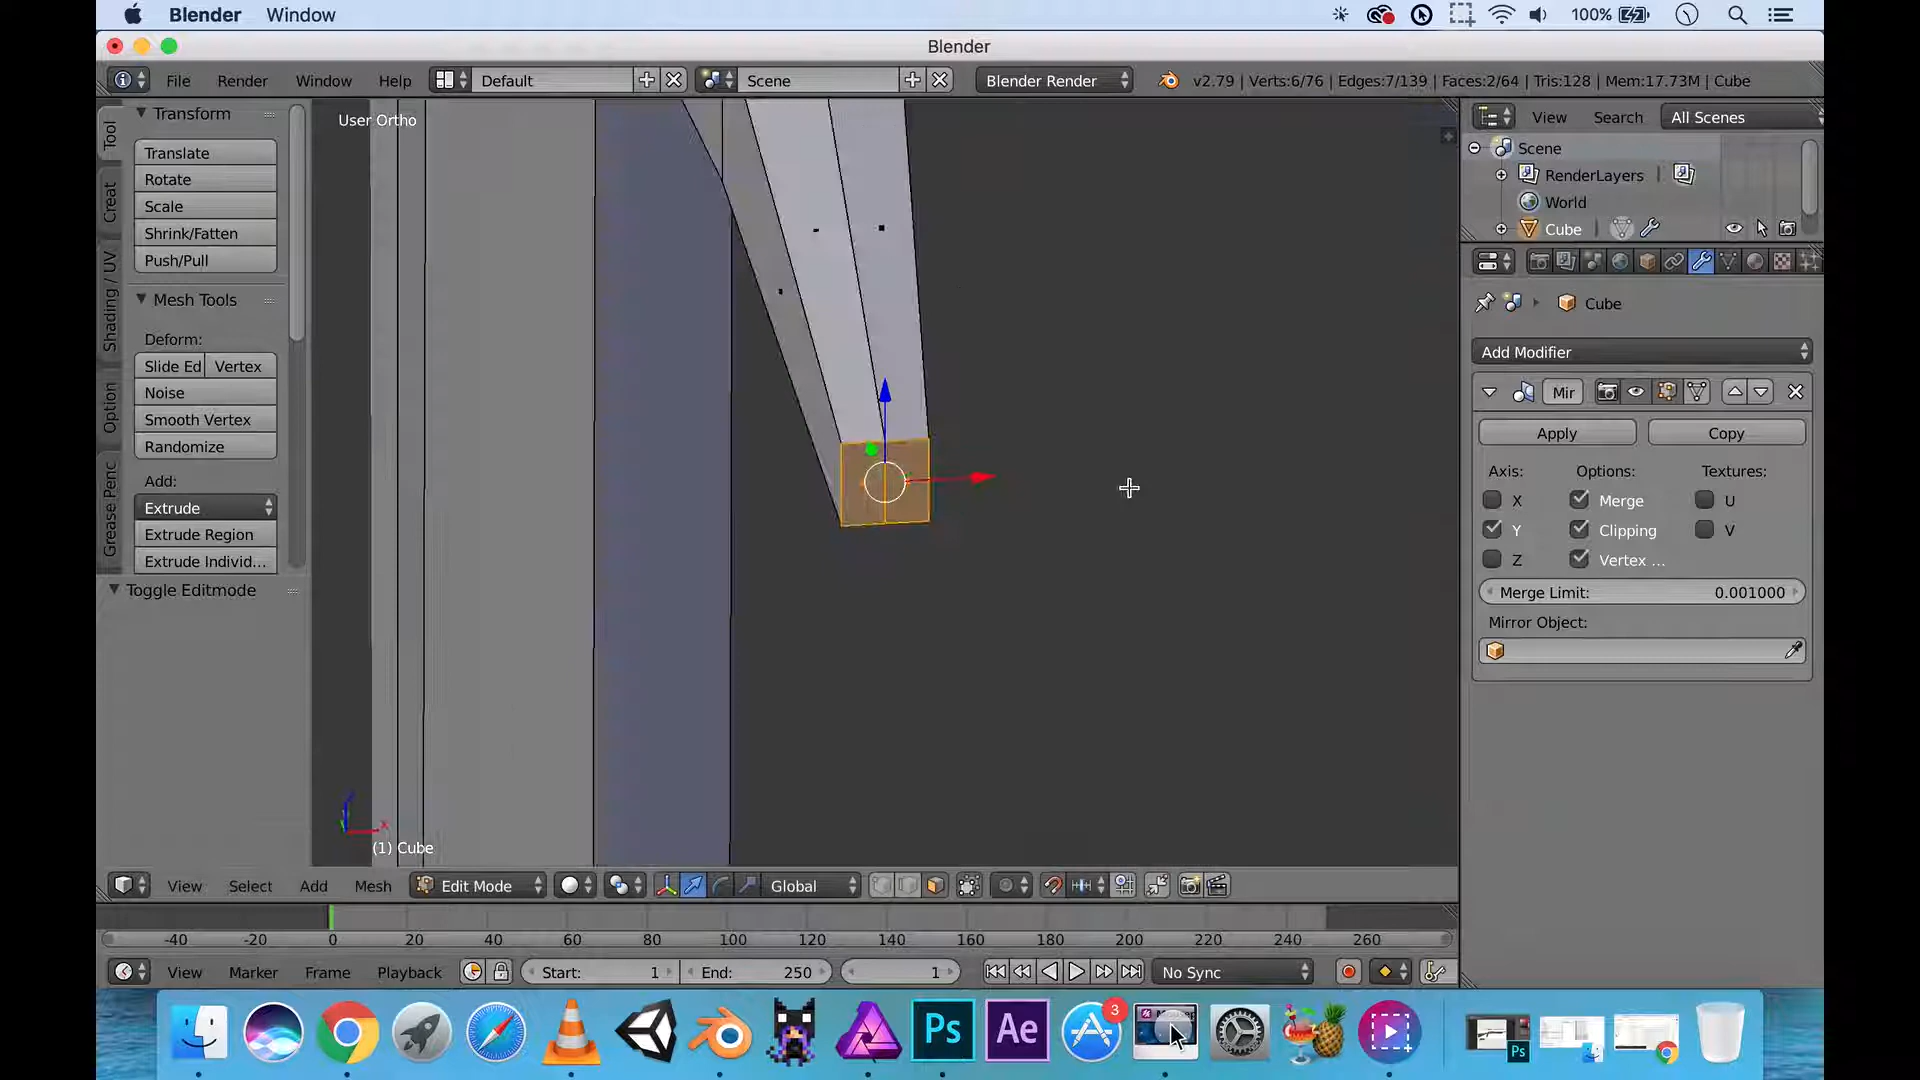 Blender Window 100%
Blender
File Render Window Help Default Scene Blender Render v2.79 | Verts:6/76 | Edges:7/139 | Faces:2/64 | Tris:128 | Mem:17.73M | Cube
Tool
Creat
Shading / UV
Option
Grease Penc
Transform
Translate
Rotate
Scale
Shrink/Fatten
Push/Pull
Mesh Tools
Deform:
Slide Ed Vertex
Noise
Smooth Vertex
Randomize
Add:
Extrude
Extrude Region
Extrude Individ...
Toggle Editmode
User Ortho
(1) Cube
View Search All Scenes
Scene
RenderLayers
World
Cube
Cube
Add Modifier
Mir
Apply Copy
Axis: Options: Textures:
X Merge U
Y Clipping V
Z Vertex ...
Merge Limit: 0.001000
Mirror Object:
View Select Add Mesh Edit Mode Global
-40 -20 0 20 40 60 80 100 120 140 160 180 200 220 240 260
View Marker Frame Playback Start: 1 End: 250 1 No Sync
Ps Ae 3 Ps